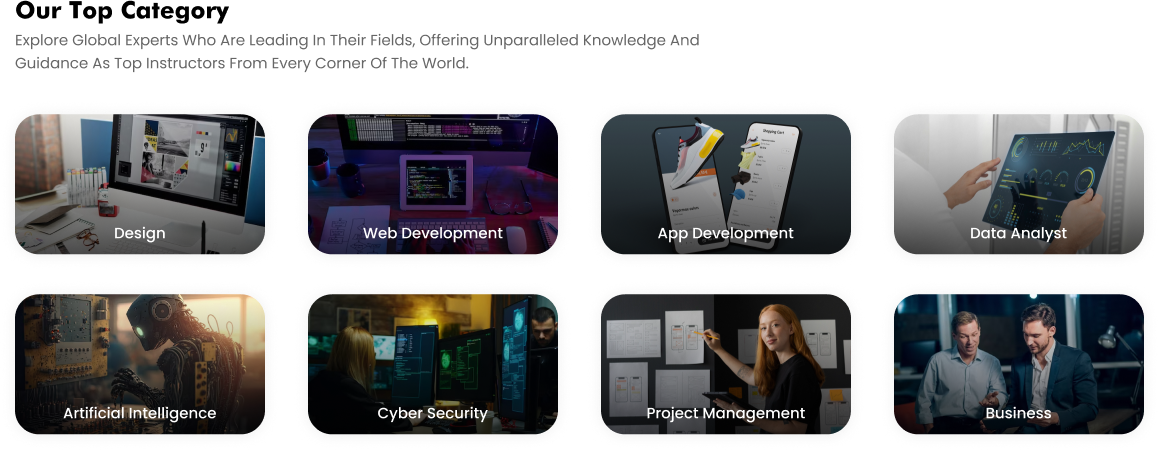 Our Top Category
Explore Global Experts Who Are Leading In Their Fields, Offering Unparalleled Knowledge And
Guidance As Top Instructors From Every Corner Of The World.
Shopping Cart
Design
Web Development
App Development
Data Analyst
Artificial Intelligence
Cyber Security
Project Management
Business